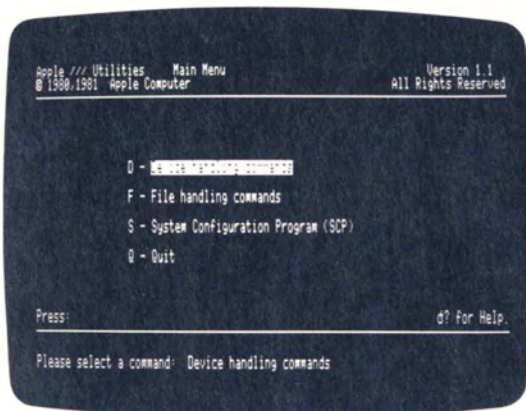 Apple /// Utilities Main Menu Version 1.1
© 1980,1981 Apple Computer All Rights Reserved
D - Device handling commands
F - File handling commands
S - System Configuration Program (SCP)
Q - Quit
Press: d? for Help.
Please select a command: Device handling commands